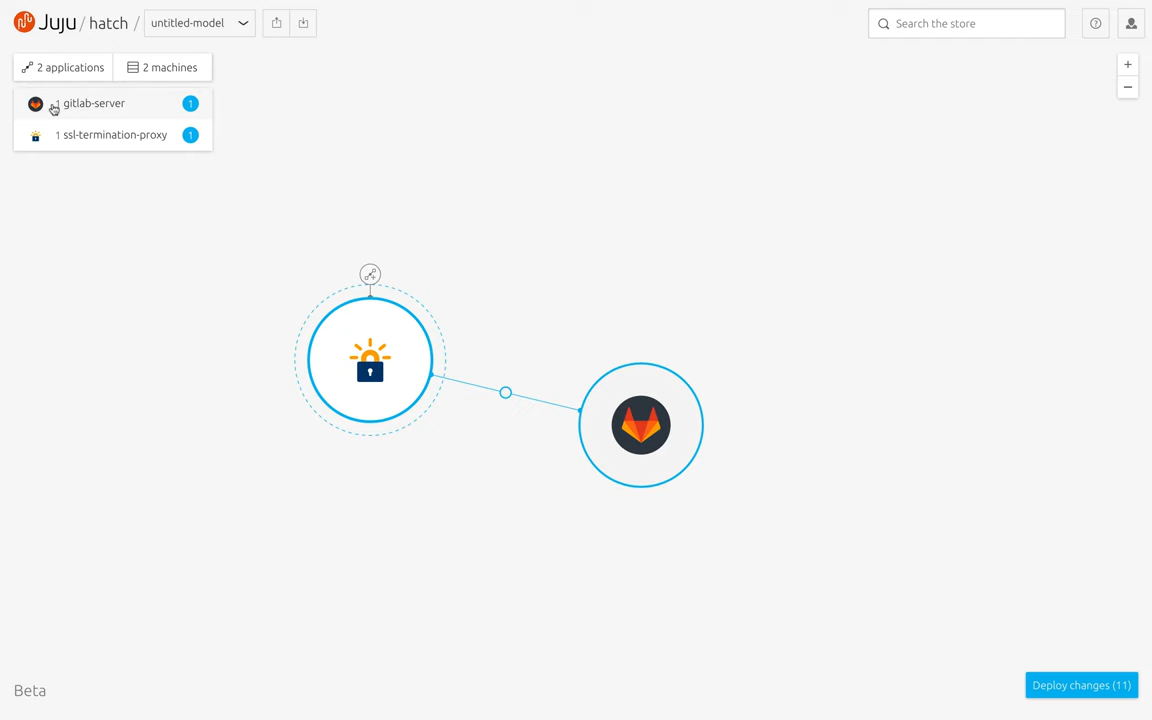 Juju / hatch / untitled-model
Search the store
2 applications
2 machines
1 gitlab-server 1
1 ssl-termination-proxy 1
Beta
Deploy changes (11)